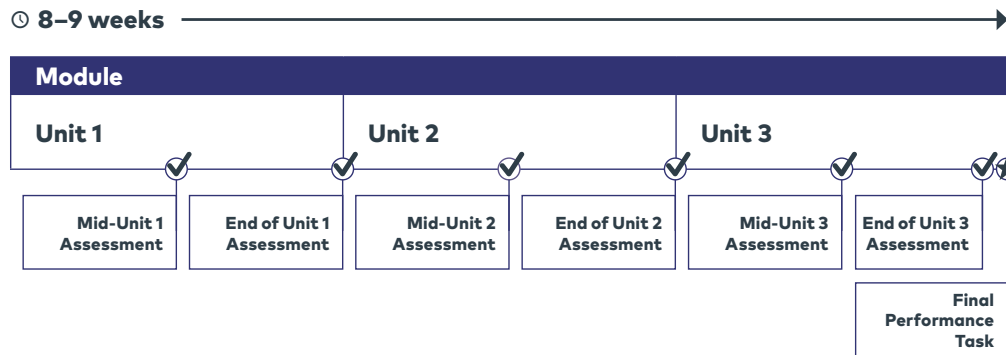 8–9 weeks
Module
Unit 1
Unit 2
Unit 3
Mid-Unit 1
Assessment
End of Unit 1
Assessment
Mid-Unit 2
Assessment
End of Unit 2
Assessment
Mid-Unit 3
Assessment
End of Unit 3
Assessment
Final
Performance
Task